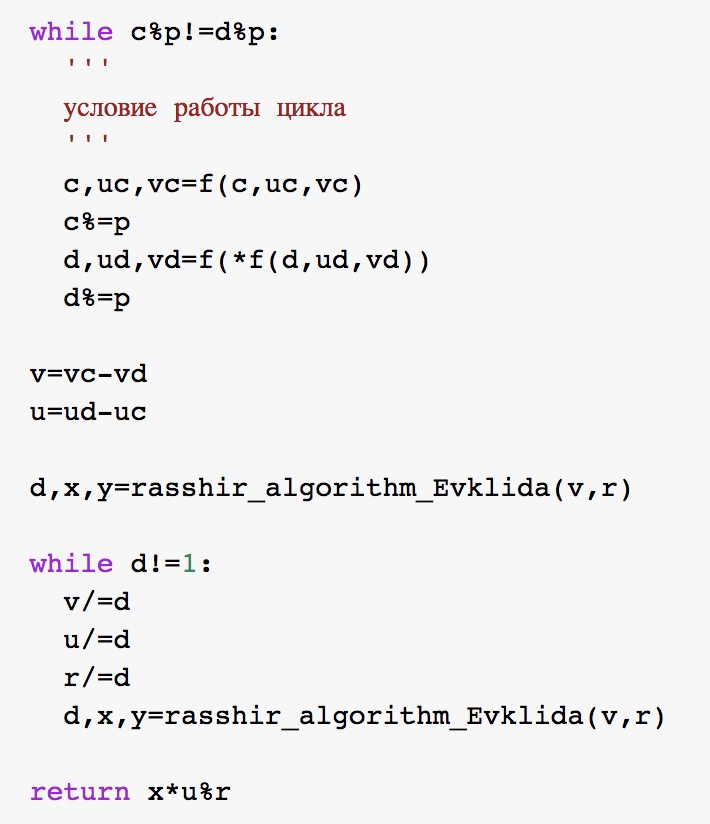 while c%p!=d%p:
  '''
  условие работы цикла
  '''
  c,uc,vc=f(c,uc,vc)
  c%=p
  d,ud,vd=f(*f(d,ud,vd))
  d%=p

v=vc-vd
u=ud-uc

d,x,y=rasshir_algorithm_Evklida(v,r)

while d!=1:
  v/=d
  u/=d
  r/=d
  d,x,y=rasshir_algorithm_Evklida(v,r)

return x*u%r